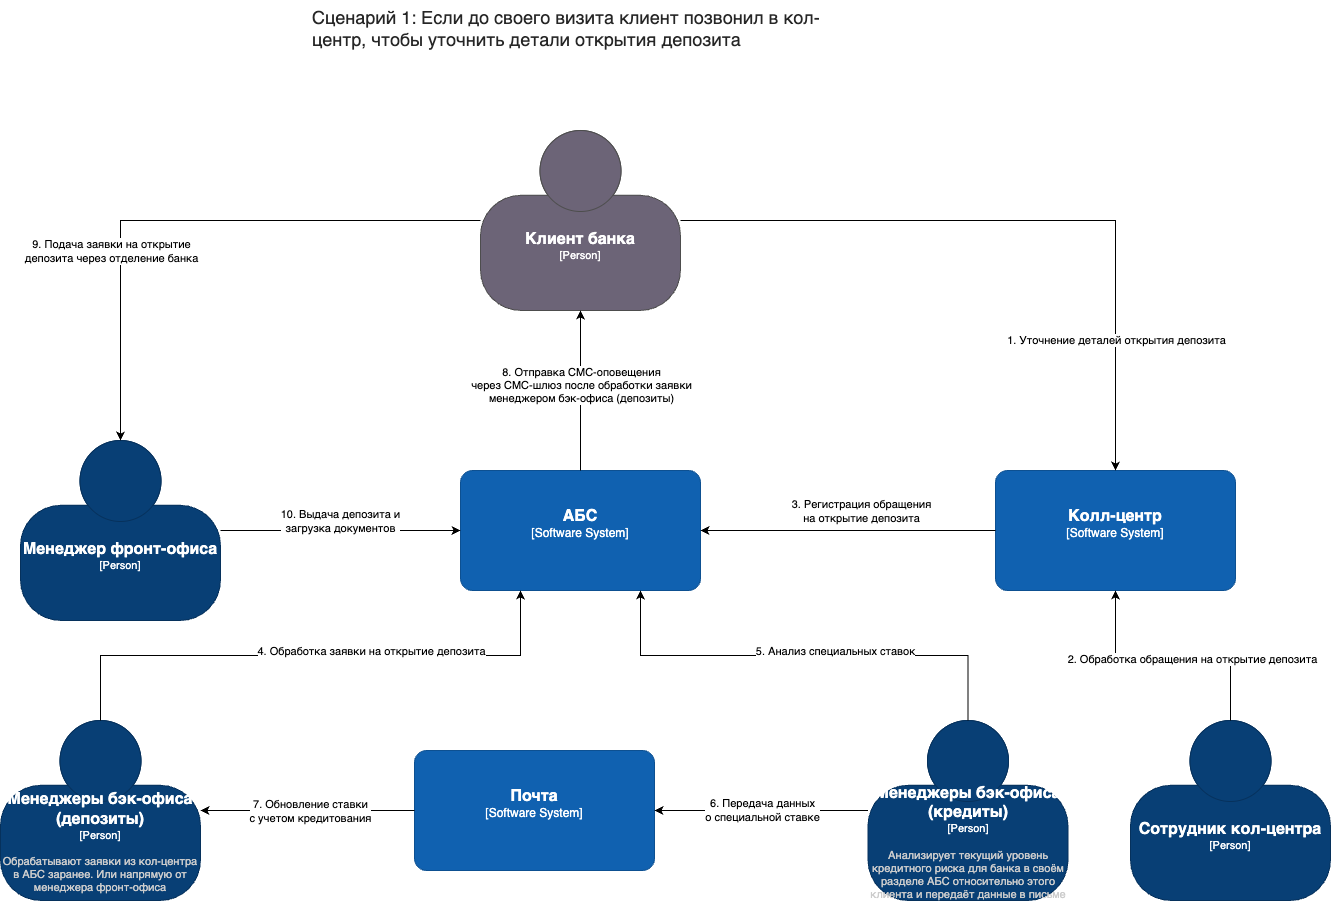 Сценарий 1: Если до своего визита клиент позвонил в кол-
центр, чтобы уточнить детали открытия депозита
Клиент банка
[Person]
9. Подача заявки на открытие
депозита через отделение банка
1. Уточнение деталей открытия депозита
8. Отправка СМС-оповещения
через СМС-шлюз после обработки заявки
менеджером бэк-офиса (депозиты)
Менеджер фронт-офиса
[Person]
10. Выдача депозита и
загрузка документов
АБС
[Software System]
3. Регистрация обращения
на открытие депозита
Колл-центр
[Software System]
4. Обработка заявки на открытие депозита
5. Анализ специальных ставок
2. Обработка обращения на открытие депозита
Менеджеры бэк-офиса
(депозиты)
[Person]
Обрабатывают заявки из кол-центра
в АБС заранее. Или напрямую от
менеджера фронт-офиса
7. Обновление ставки
с учетом кредитования
Почта
[Software System]
6. Передача данных
о специальной ставке
Менеджеры бэк-офиса
(кредиты)
[Person]
Анализирует текущий уровень
кредитного риска для банка в своём
разделе АБС относительно этого
клиента и передаёт данные в письме
Сотрудник кол-центра
[Person]